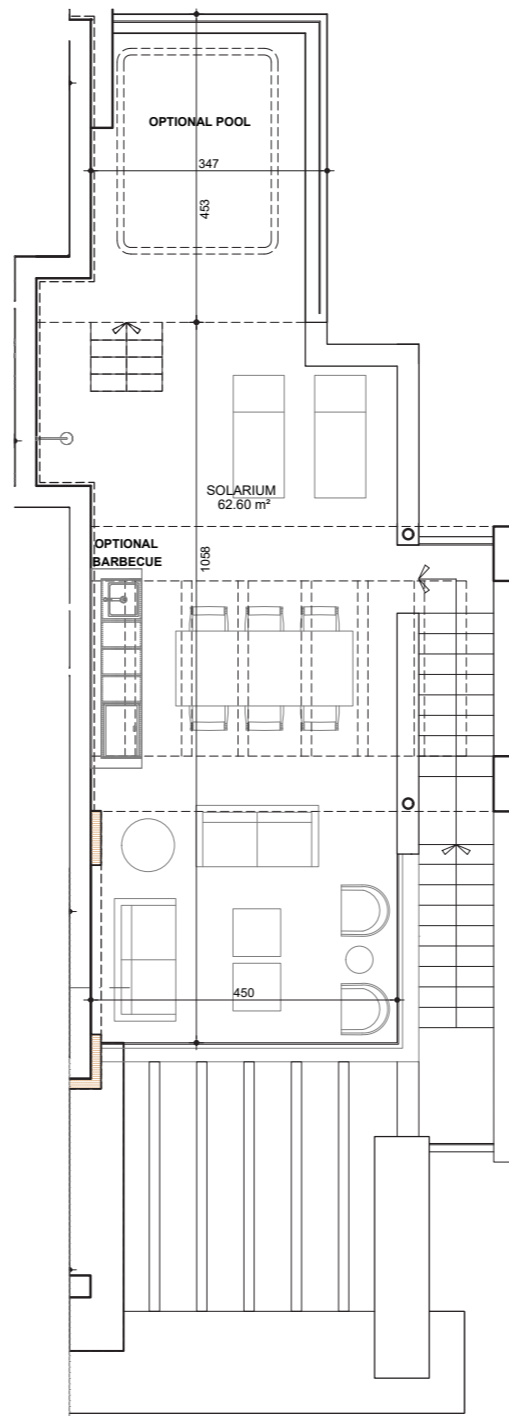 OPTIONAL POOL
347
453
SOLARIUM
62.60 m²
OPTIONAL
BARBECUE
1058
450